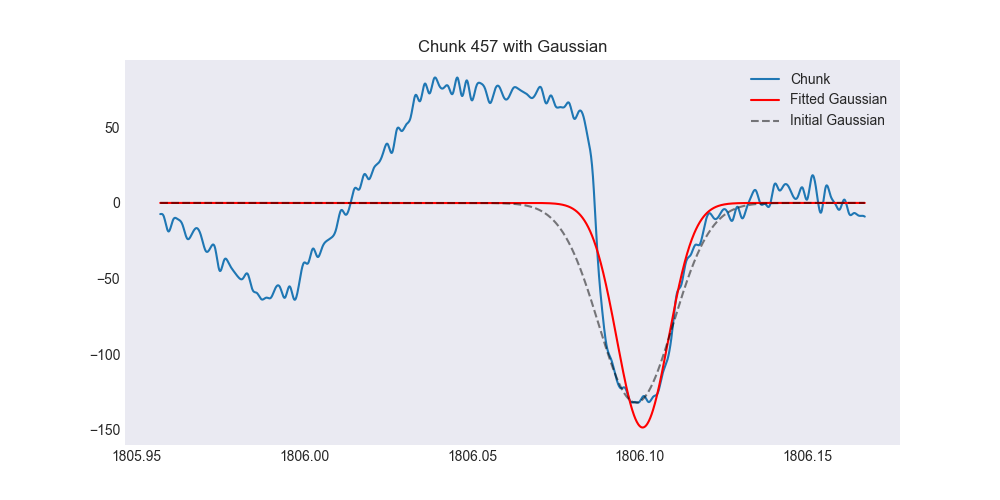 Chunk 457 with Gaussian
Chunk
Fitted Gaussian
Initial Gaussian
50
0
−50
−100
−150
1805.95
1806.00
1806.05
1806.10
1806.15